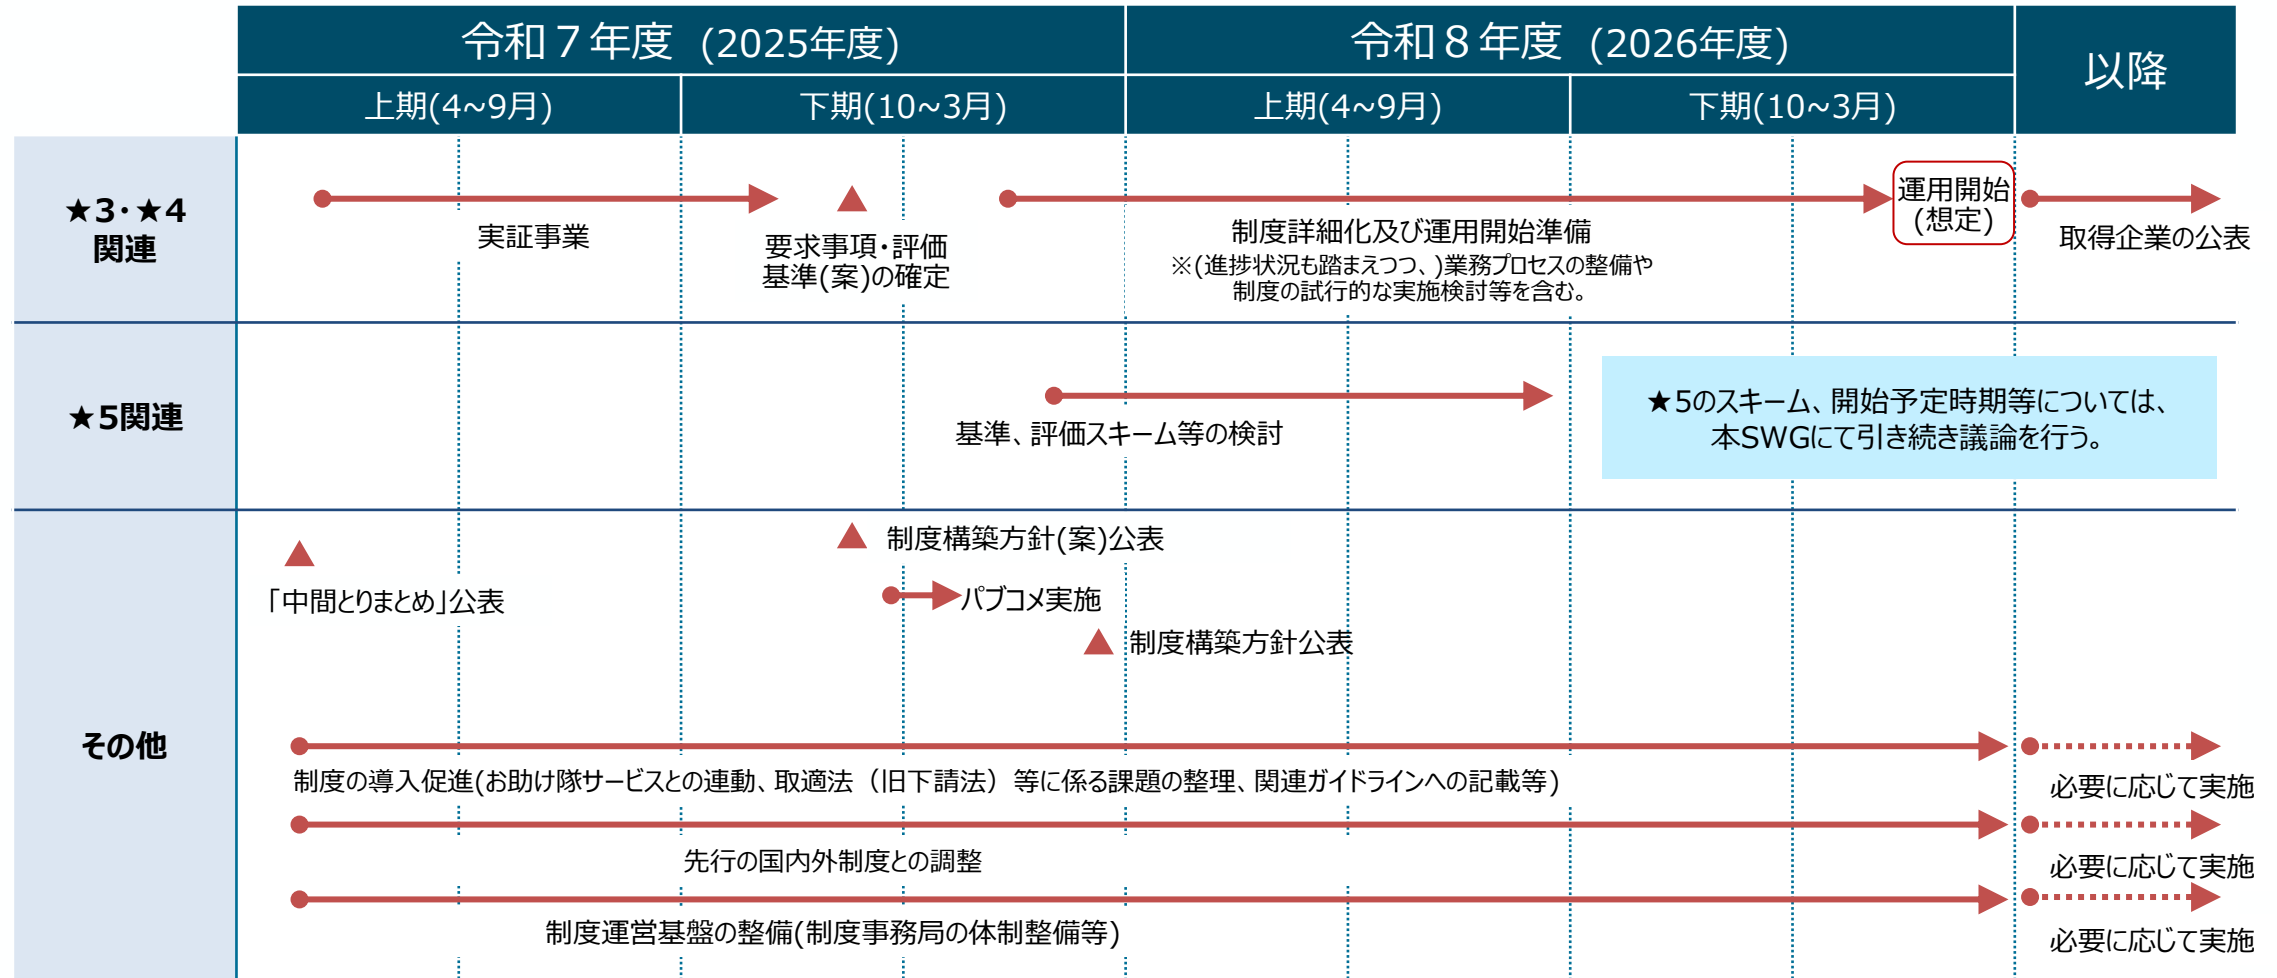 令和７年度 (2025年度)
令和８年度 (2026年度)
以降
上期(4~9月)
下期(10~3月)
上期(4~9月)
下期(10~3月)
★3・★4
関連
実証事業
要求事項・評価
基準(案)の確定
制度詳細化及び運用開始準備
※(進捗状況も踏まえつつ、)業務プロセスの整備や
制度の試行的な実施検討等を含む。
運用開始
(想定)
取得企業の公表
★5関連
基準、評価スキーム等の検討
★5のスキーム、開始予定時期等については、
本SWGにて引き続き議論を行う。
その他
「中間とりまとめ」公表
制度構築方針(案)公表
パブコメ実施
制度構築方針公表
制度の導入促進(お助け隊サービスとの連動、取適法（旧下請法）等に係る課題の整理、関連ガイドラインへの記載等)
必要に応じて実施
先行の国内外制度との調整
必要に応じて実施
制度運営基盤の整備(制度事務局の体制整備等)
必要に応じて実施